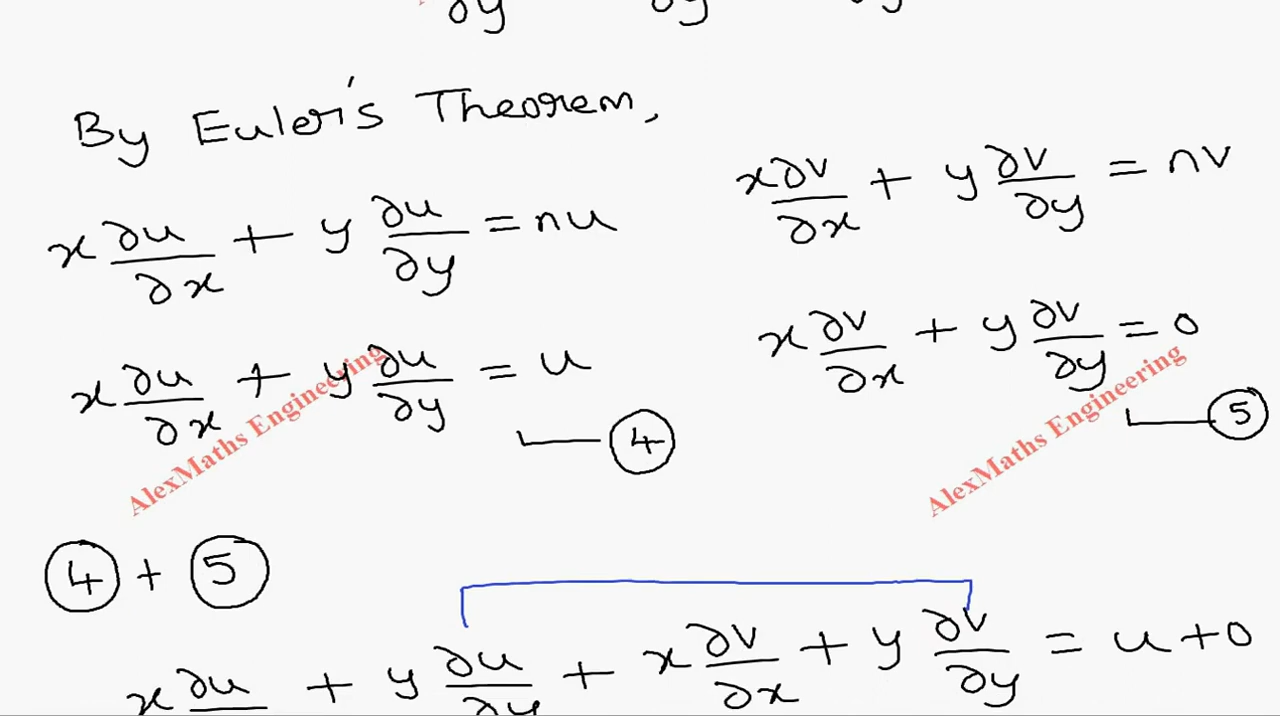 ∂y ∂y ∂y
By Euler's Theorem,
x ∂u/∂x + y ∂u/∂y = nu
x ∂u/∂x + y ∂u/∂y = u
④
x ∂v/∂x + y ∂v/∂y = nv
x ∂v/∂x + y ∂v/∂y = 0
⑤
AlexMaths Engineering
AlexMaths Engineering
④ + ⑤
x ∂u + y ∂u/∂y + x ∂v/∂x + y ∂v/∂y = u + 0